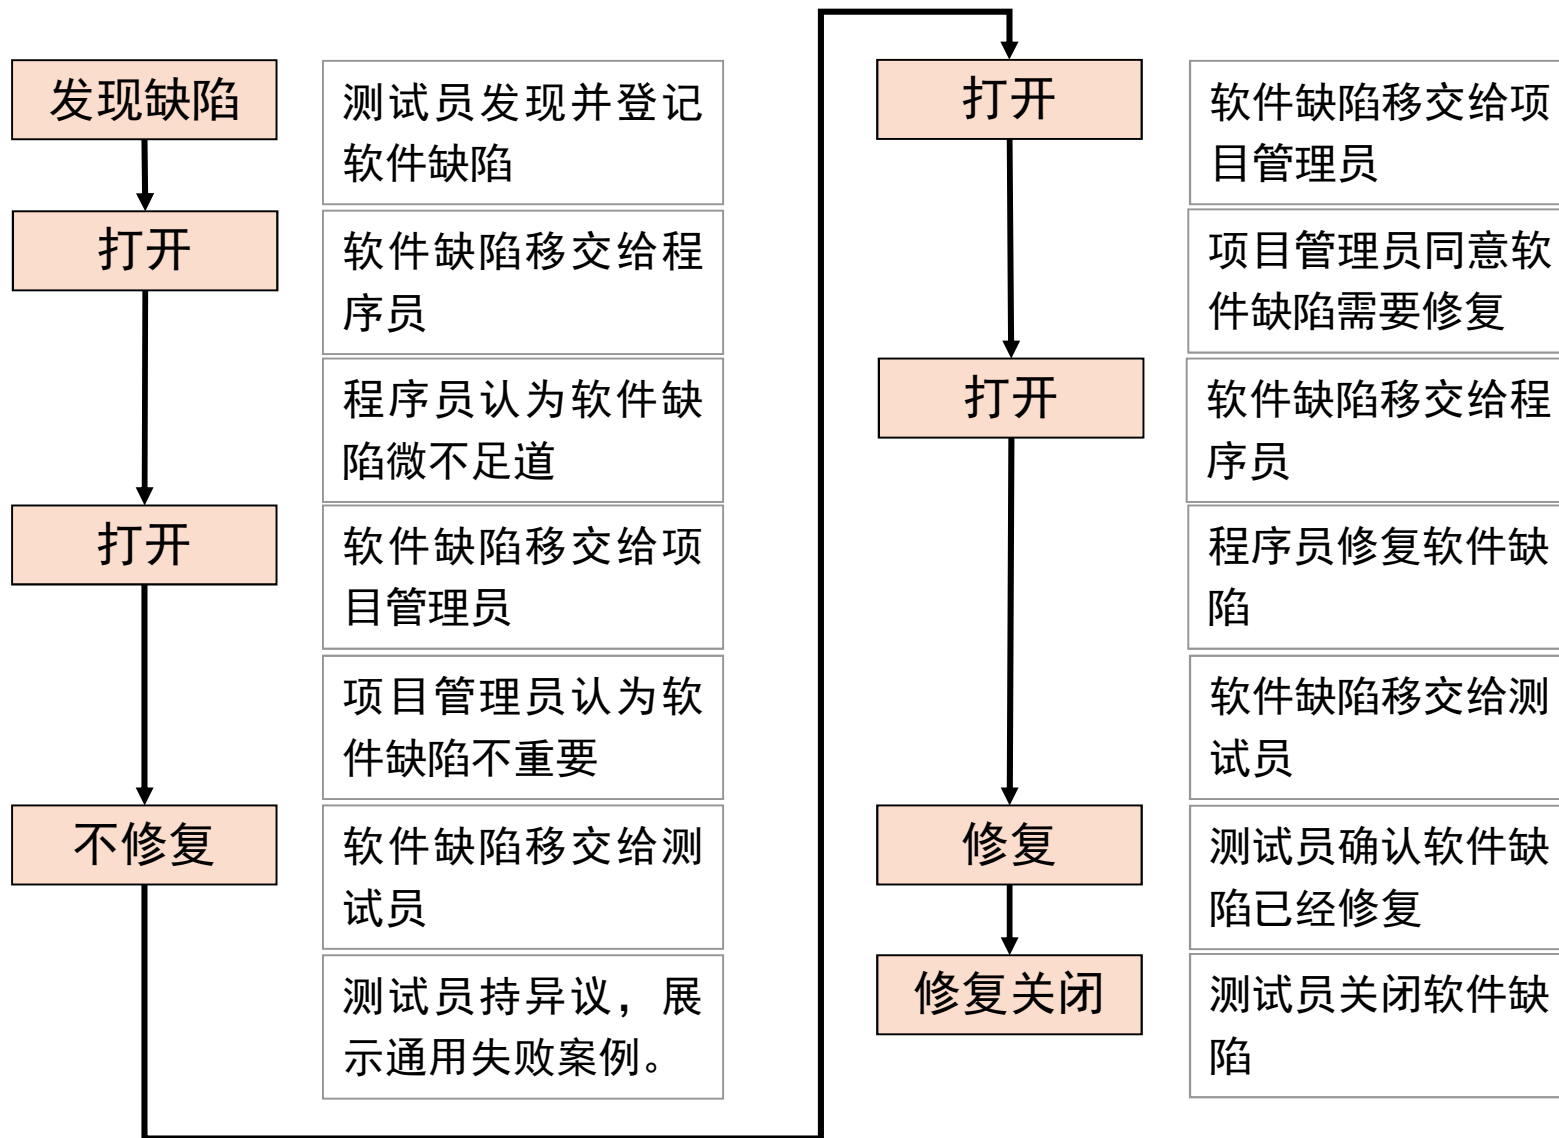 发现缺陷
测试员发现并登记
软件缺陷
打开
软件缺陷移交给程
序员
程序员认为软件缺
陷微不足道
打开
软件缺陷移交给项
目管理员
项目管理员认为软
件缺陷不重要
不修复
软件缺陷移交给测
试员
测试员持异议，展
示通用失败案例。
打开
软件缺陷移交给项
目管理员
项目管理员同意软
件缺陷需要修复
打开
软件缺陷移交给程
序员
程序员修复软件缺
陷
软件缺陷移交给测
试员
修复
测试员确认软件缺
陷已经修复
修复关闭
测试员关闭软件缺
陷